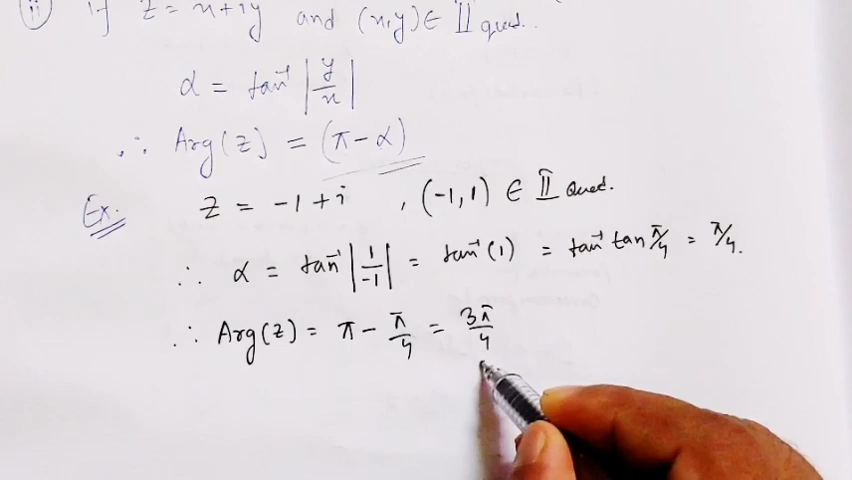 (ii) if z = x+iy and (x,y) ∈ II quad.
α = tan⁻¹ |y/x|
∴ Arg(z) = (π-α)
Ex. z = -1+i , (-1,1) ∈ II Quad.
∴ α = tan⁻¹ |1/-1| = tan⁻¹(1) = tan⁻¹ tan π/4 = π/4.
∴ Arg(z) = π - π/4 = 3π/4